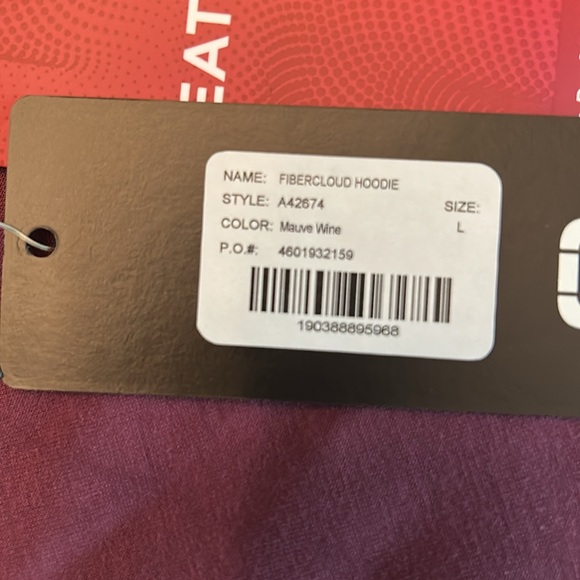 EAT
NAME: FIBERCLOUD HOODIE
STYLE: A42674
SIZE:
COLOR: Mauve Wine
L
P.O.#: 4601932159
190388895968